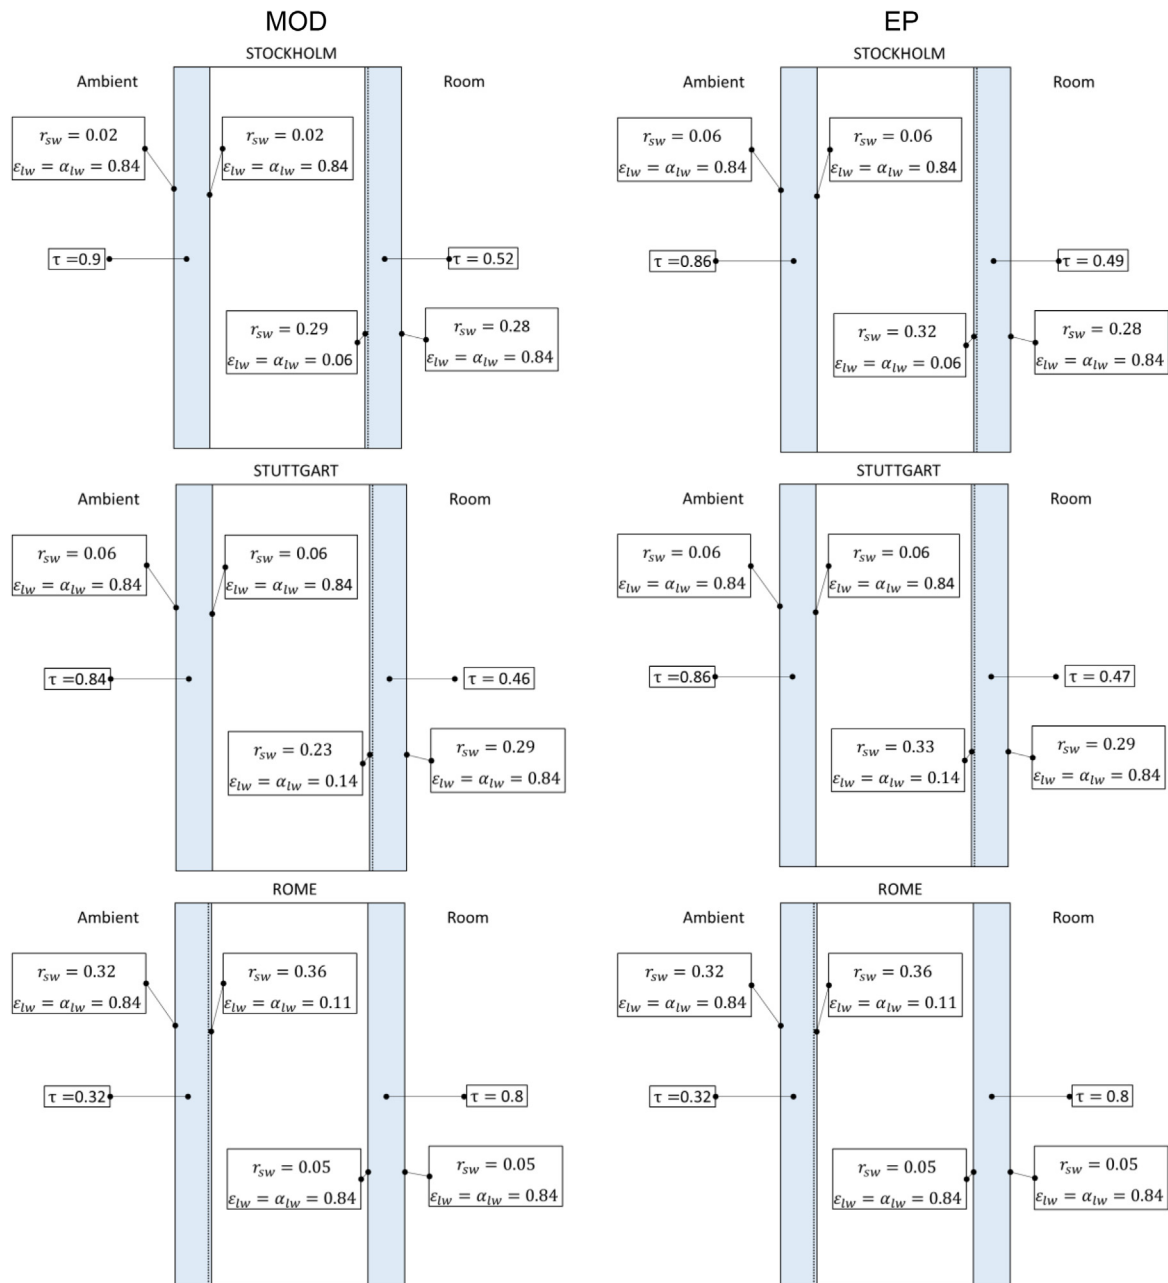 MOD
STOCKHOLM
Ambient
Room
r_sw = 0.02
ε_lw = α_lw = 0.84
r_sw = 0.02
ε_lw = α_lw = 0.84
τ =0.9
τ = 0.52
r_sw = 0.29
ε_lw = α_lw = 0.06
r_sw = 0.28
ε_lw = α_lw = 0.84
STUTTGART
Ambient
Room
r_sw = 0.06
ε_lw = α_lw = 0.84
r_sw = 0.06
ε_lw = α_lw = 0.84
τ =0.84
τ = 0.46
r_sw = 0.23
ε_lw = α_lw = 0.14
r_sw = 0.29
ε_lw = α_lw = 0.84
ROME
Ambient
Room
r_sw = 0.32
ε_lw = α_lw = 0.84
r_sw = 0.36
ε_lw = α_lw = 0.11
τ =0.32
τ = 0.8
r_sw = 0.05
ε_lw = α_lw = 0.84
r_sw = 0.05
ε_lw = α_lw = 0.84
EP
STOCKHOLM
Ambient
Room
r_sw = 0.06
ε_lw = α_lw = 0.84
r_sw = 0.06
ε_lw = α_lw = 0.84
τ =0.86
τ = 0.49
r_sw = 0.32
ε_lw = α_lw = 0.06
r_sw = 0.28
ε_lw = α_lw = 0.84
STUTTGART
Ambient
Room
r_sw = 0.06
ε_lw = α_lw = 0.84
r_sw = 0.06
ε_lw = α_lw = 0.84
τ =0.86
τ = 0.47
r_sw = 0.33
ε_lw = α_lw = 0.14
r_sw = 0.29
ε_lw = α_lw = 0.84
ROME
Ambient
Room
r_sw = 0.32
ε_lw = α_lw = 0.84
r_sw = 0.36
ε_lw = α_lw = 0.11
τ =0.32
τ = 0.8
r_sw = 0.05
ε_lw = α_lw = 0.84
r_sw = 0.05
ε_lw = α_lw = 0.84